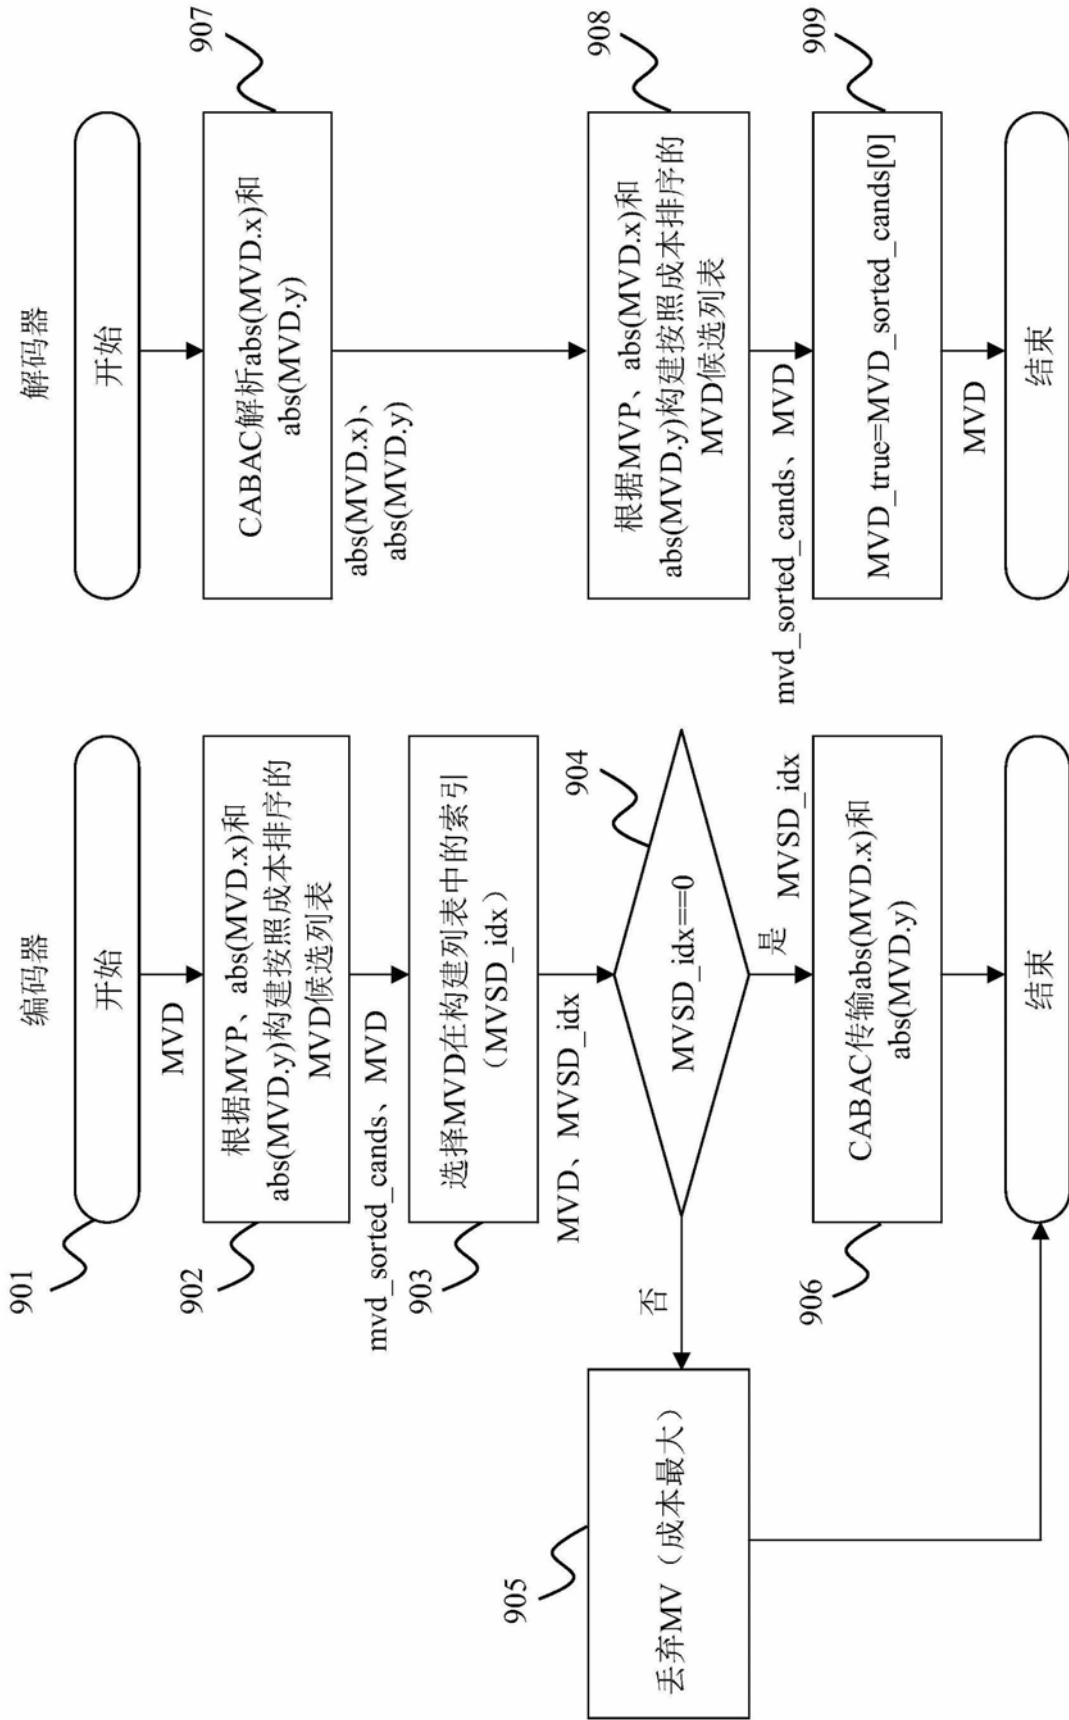 编码器
901
开始
MVD
902
根据MVP、abs(MVD.x)和
abs(MVD.y)构建按照成本排序的
MVD候选列表
mvd_sorted_cands、MVD
903
选择MVD在构建列表中的索引
（MVSD_idx）
MVD、MVSD_idx
904
MVSD_idx==0
否
905
丢弃MV（成本最大）
是
MVSD_idx
906
CABAC传输abs(MVD.x)和
abs(MVD.y)
结束
解码器
开始
907
CABAC解析abs(MVD.x)和
abs(MVD.y)
abs(MVD.x)、
abs(MVD.y)
908
根据MVP、abs(MVD.x)和
abs(MVD.y)构建按照成本排序的
MVD候选列表
mvd_sorted_cands、MVD
909
MVD_true=MVD_sorted_cands[0]
MVD
结束